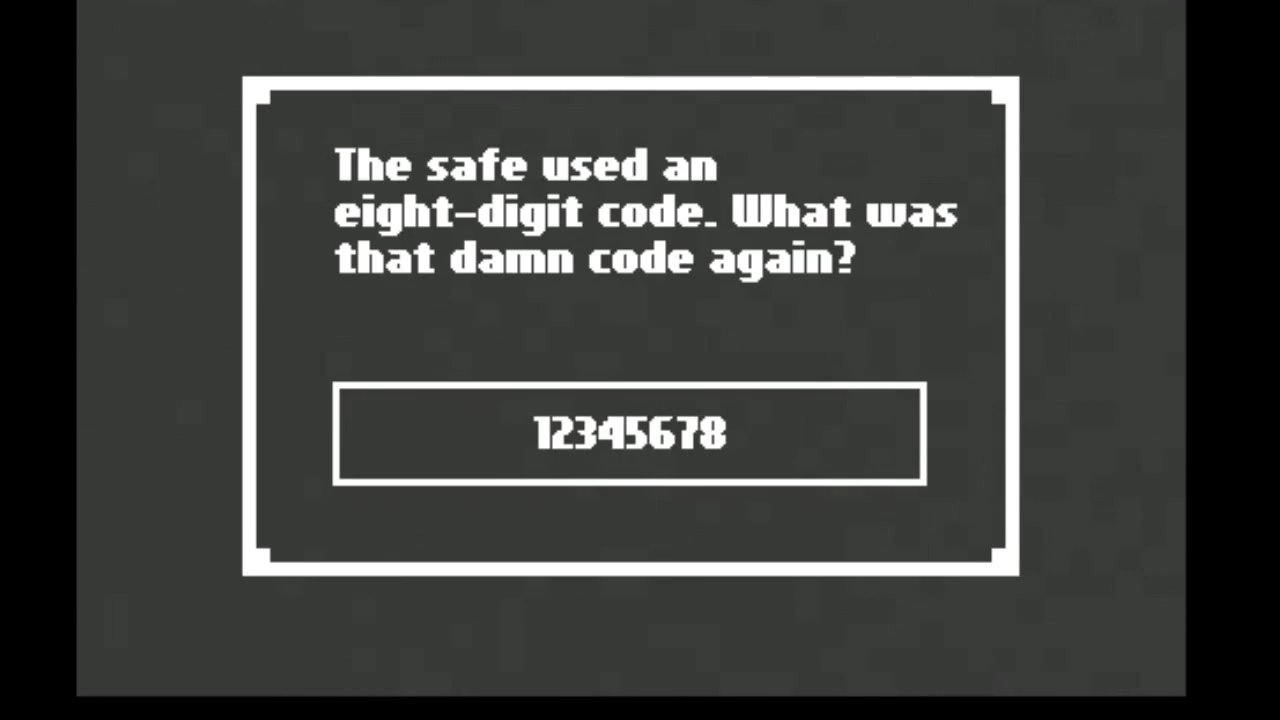 The safe used an
eight-digit code. What was
that damn code again?
12345678